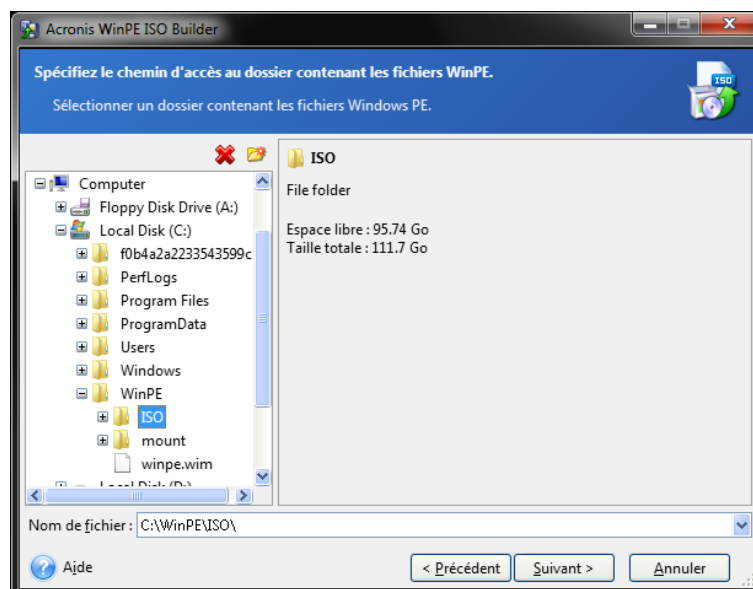 Acronis WinPE ISO Builder
Spécifiez le chemin d'accès au dossier contenant les fichiers WinPE.
Sélectionner un dossier contenant les fichiers Windows PE.
ISO
Computer
Floppy Disk Drive (A:)
Local Disk (C:)
f0b4a2a2233543599c
PerfLogs
Program Files
ProgramData
Users
Windows
WinPE
ISO
mount
winpe.wim
Local Disk (D:)
ISO
File folder
Espace libre : 95.74 Go
Taille totale : 111.7 Go
Nom de fichier : C:\WinPE\ISO\
Aide
< Précédent
Suivant >
Annuler